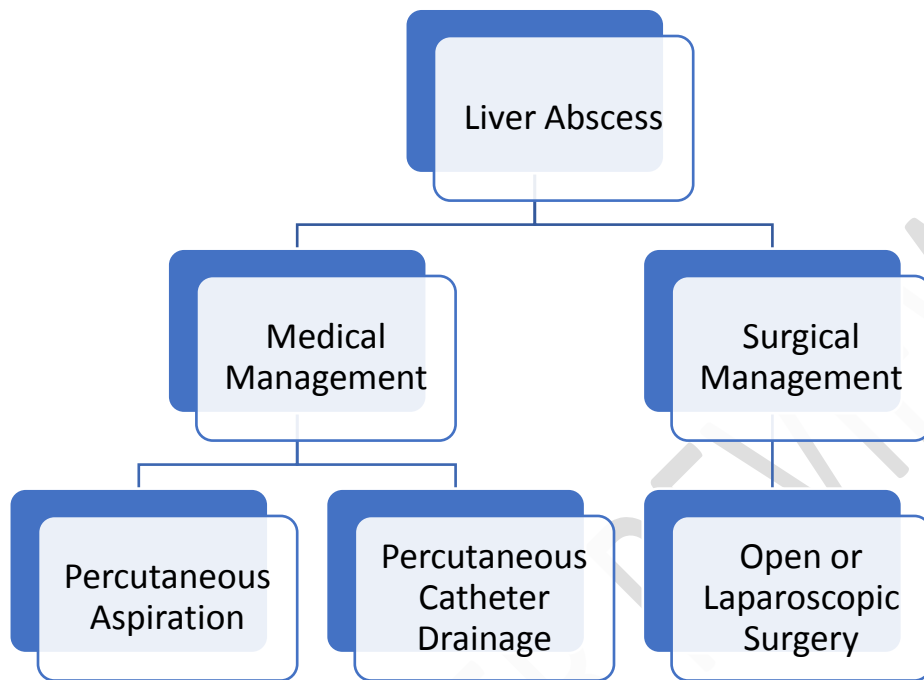 Liver Abscess
Medical
Management
Surgical
Management
Percutaneous
Aspiration
Percutaneous
Catheter
Drainage
Open or
Laparoscopic
Surgery